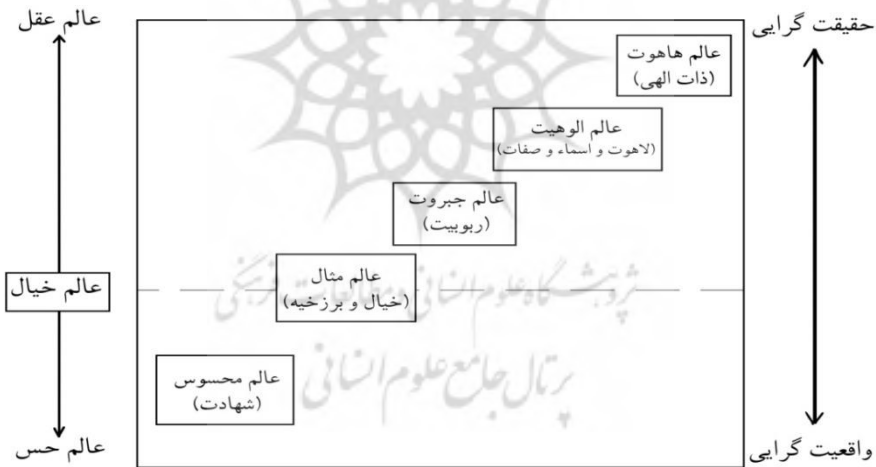 حقیقت گرایی
عالم عقل
عالم هاهوت
(ذات الهی)
عالم الوهیت
(لاهوت و اسماء و صفات)
عالم جبروت
(ربوبیت)
عالم مثال
(خیال و برزخیه)
عالم خیال
پژوهشگاه علوم انسانی و مطالعات فرهنگی
پرتال جامع علوم انسانی
عالم محسوس
(شهادت)
واقعیت گرایی
عالم حس